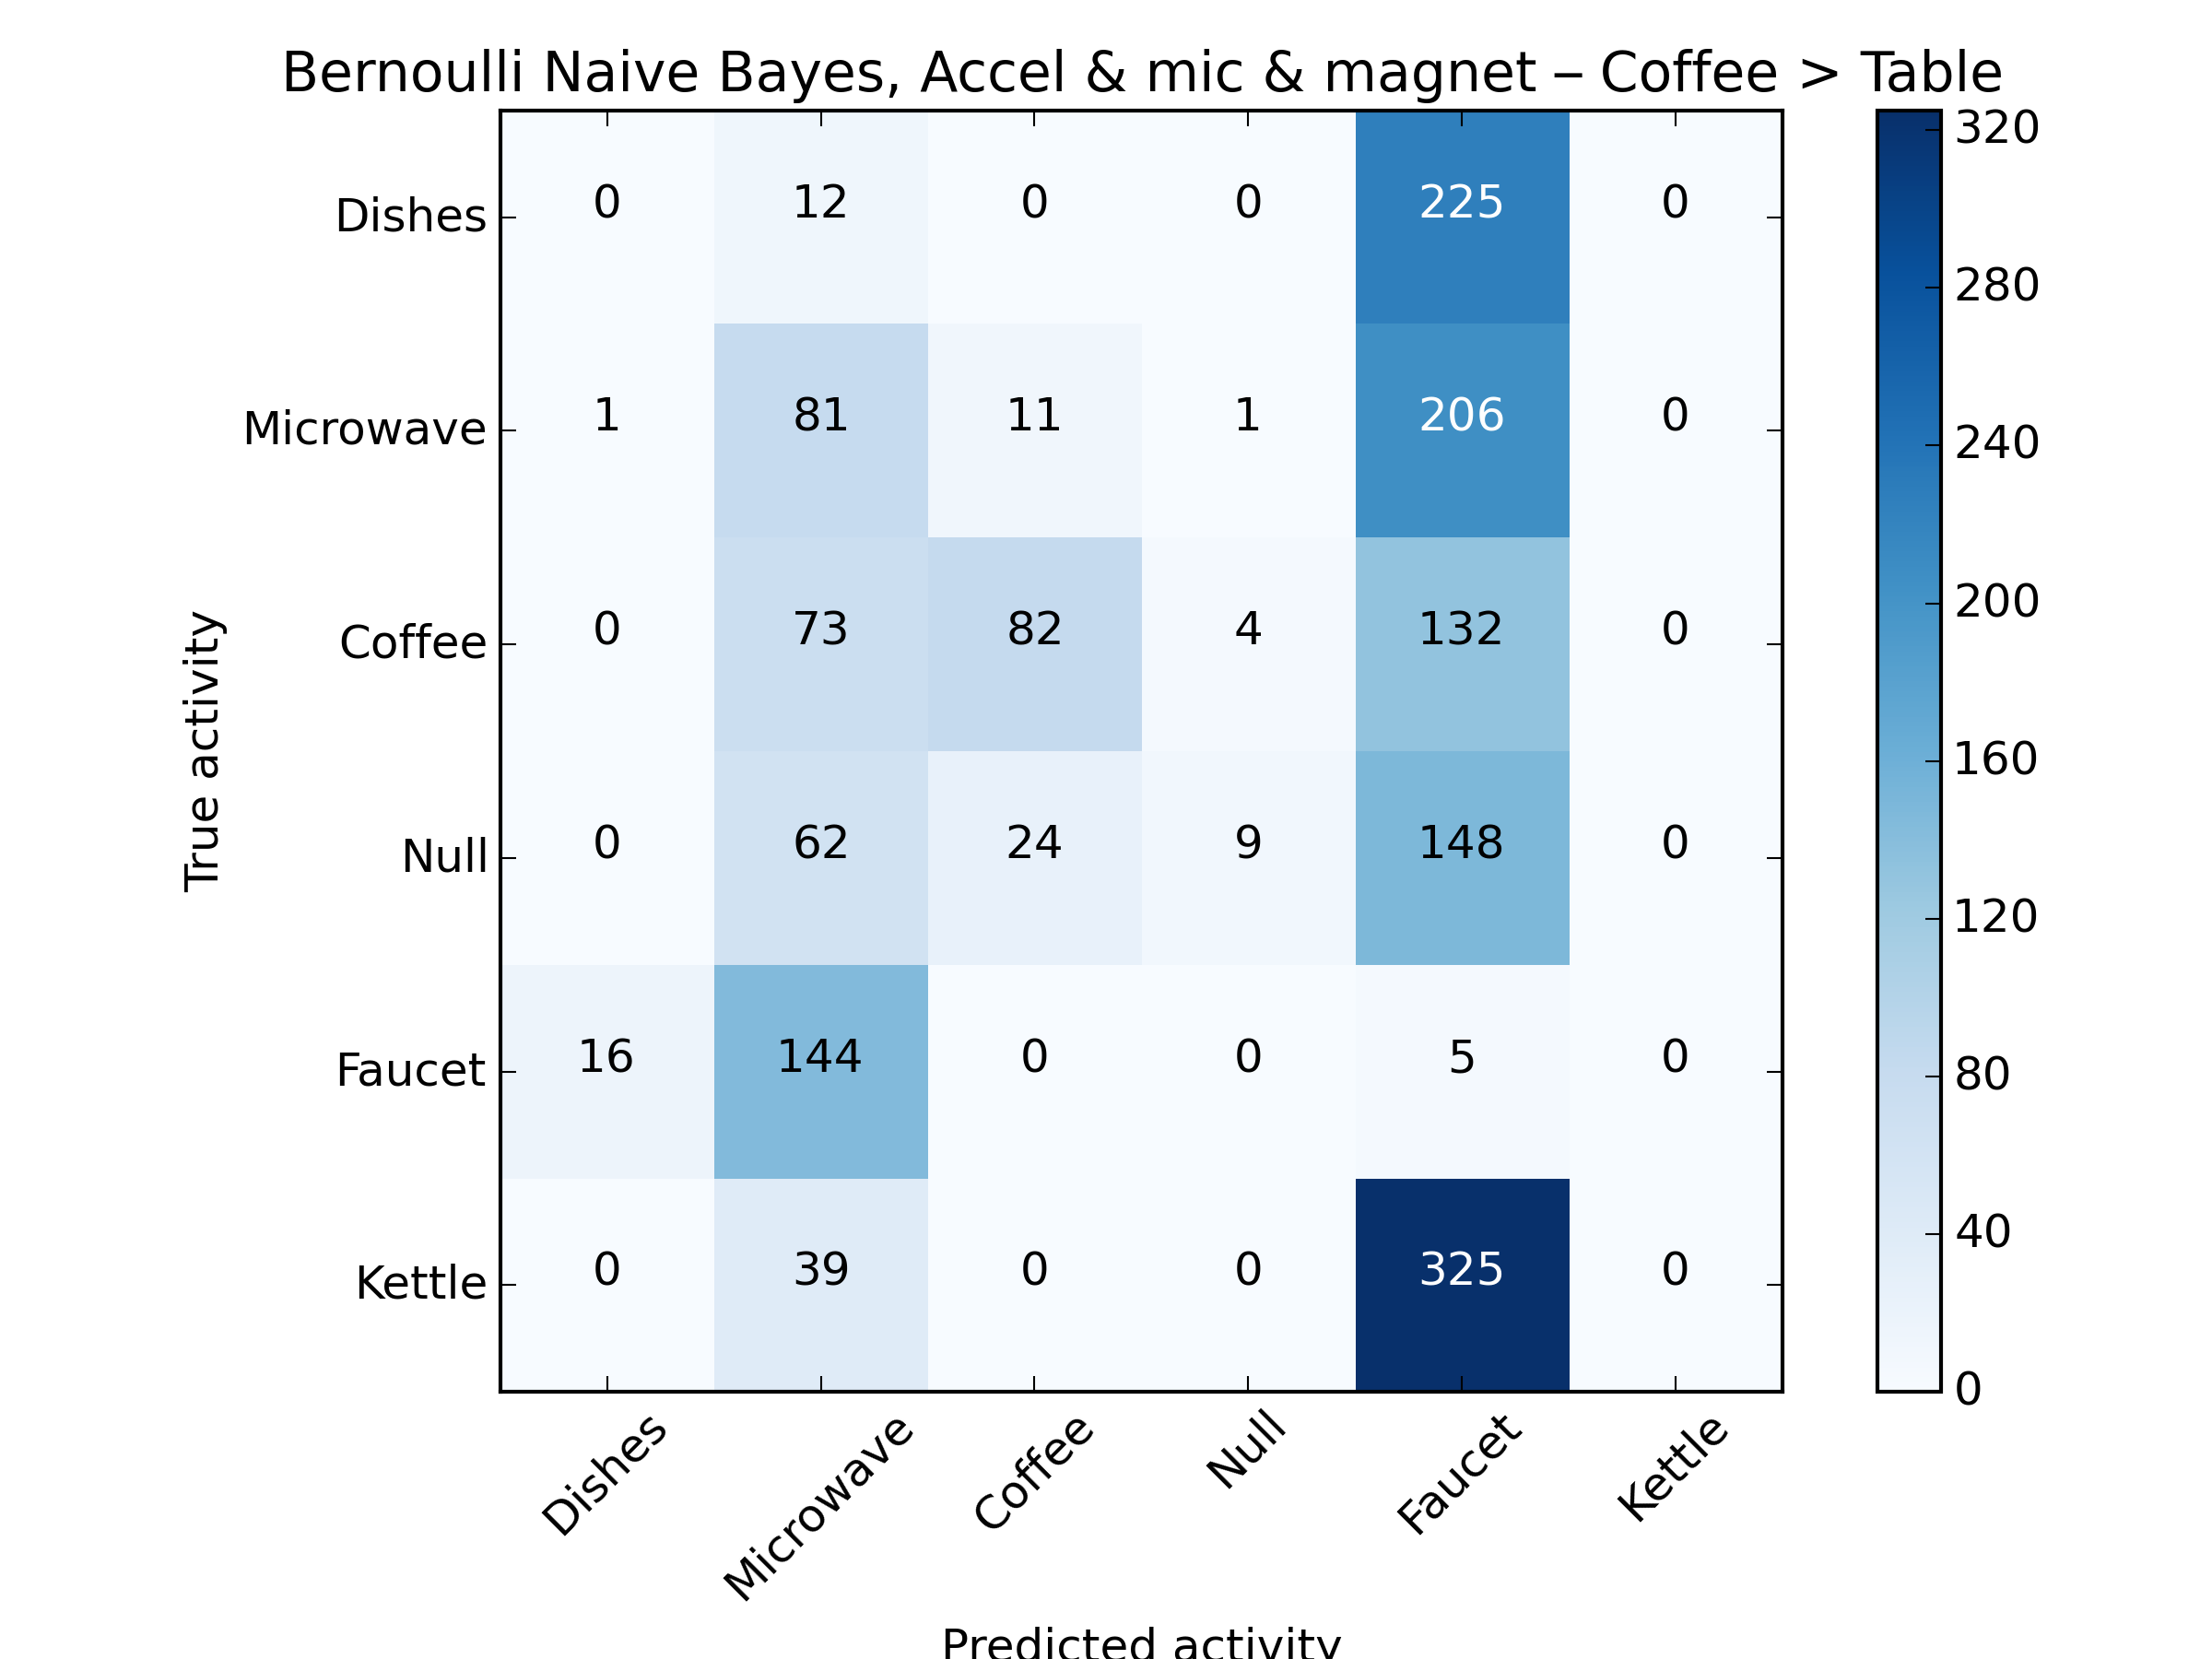 Bernoulli Naive Bayes, Accel & mic & magnet – Coffee > Table
Dishes 0 12 0 0 225 0
Microwave 1 81 11 1 206 0
Coffee 0 73 82 4 132 0
Null 0 62 24 9 148 0
Faucet 16 144 0 0 5 0
Kettle 0 39 0 0 325 0
True activity
Dishes Microwave Coffee Null Faucet Kettle
Predicted activity
320
280
240
200
160
120
80
40
0